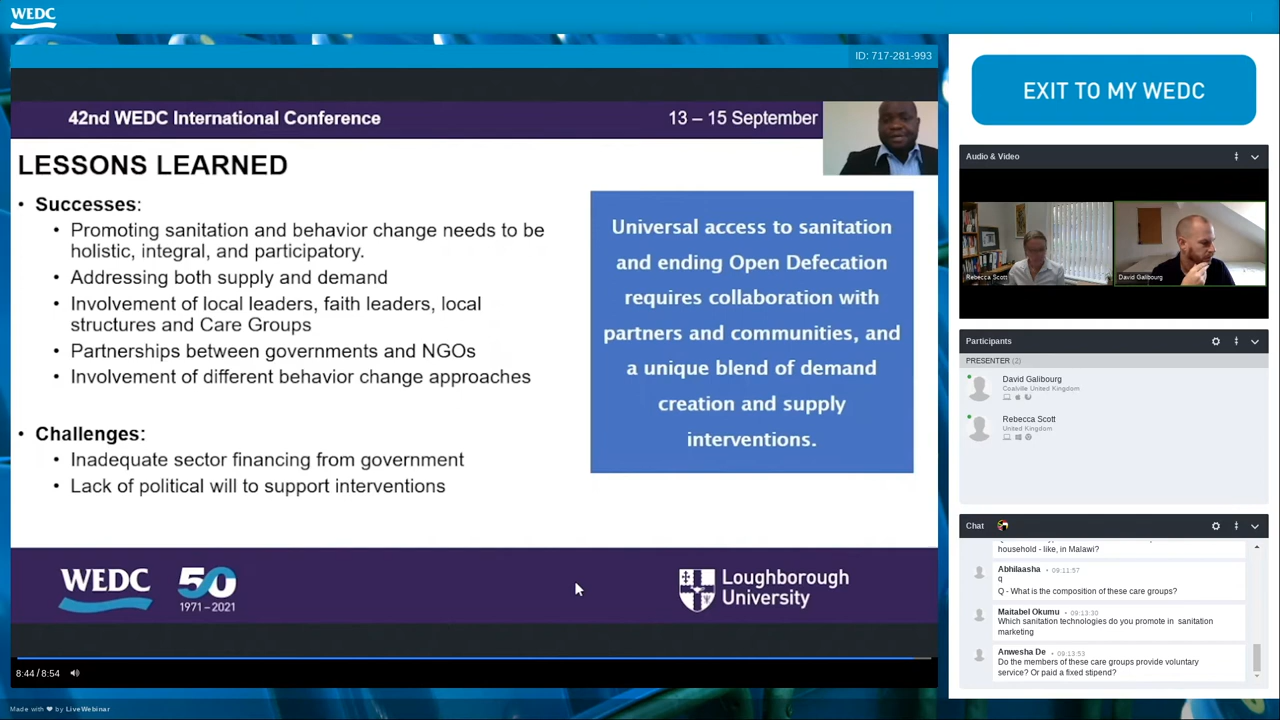 WEDC
ID: 717-281-993
42nd WEDC International Conference
13 – 15 September
LESSONS LEARNED
• Successes:
• Promoting sanitation and behavior change needs to be
holistic, integral, and participatory.
• Addressing both supply and demand
• Involvement of local leaders, faith leaders, local
structures and Care Groups
• Partnerships between governments and NGOs
• Involvement of different behavior change approaches
• Challenges:
• Inadequate sector financing from government
• Lack of political will to support interventions
Universal access to sanitation
and ending Open Defecation
requires collaboration with
partners and communities, and
a unique blend of demand
creation and supply
interventions.
WEDC
50
1971 – 2021
Loughborough
University
8:44 / 8:54
Made with ❤ by LiveWebinar
EXIT TO MY WEDC
Audio & Video
Rebecca Scott
David Galibourg
Participants
PRESENTER (2)
David Galibourg
Coalville United Kingdom
Rebecca Scott
United Kingdom
Chat
household - like, in Malawi?
Abhilaasha • 09:11:57
q
Q - What is the composition of these care groups?
Maitabel Okumu • 09:13:30
Which sanitation technologies do you promote in sanitation
marketing
Anwesha De • 09:13:53
Do the members of these care groups provide voluntary
service? Or paid a fixed stipend?